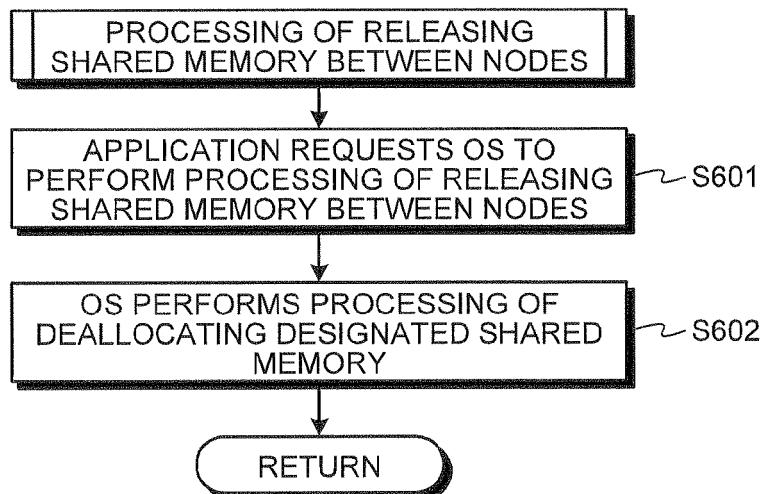 PROCESSING OF RELEASING
SHARED MEMORY BETWEEN NODES
APPLICATION REQUESTS OS TO
PERFORM PROCESSING OF RELEASING
SHARED MEMORY BETWEEN NODES
S601
OS PERFORMS PROCESSING OF
DEALLOCATING DESIGNATED SHARED
MEMORY
S602
RETURN